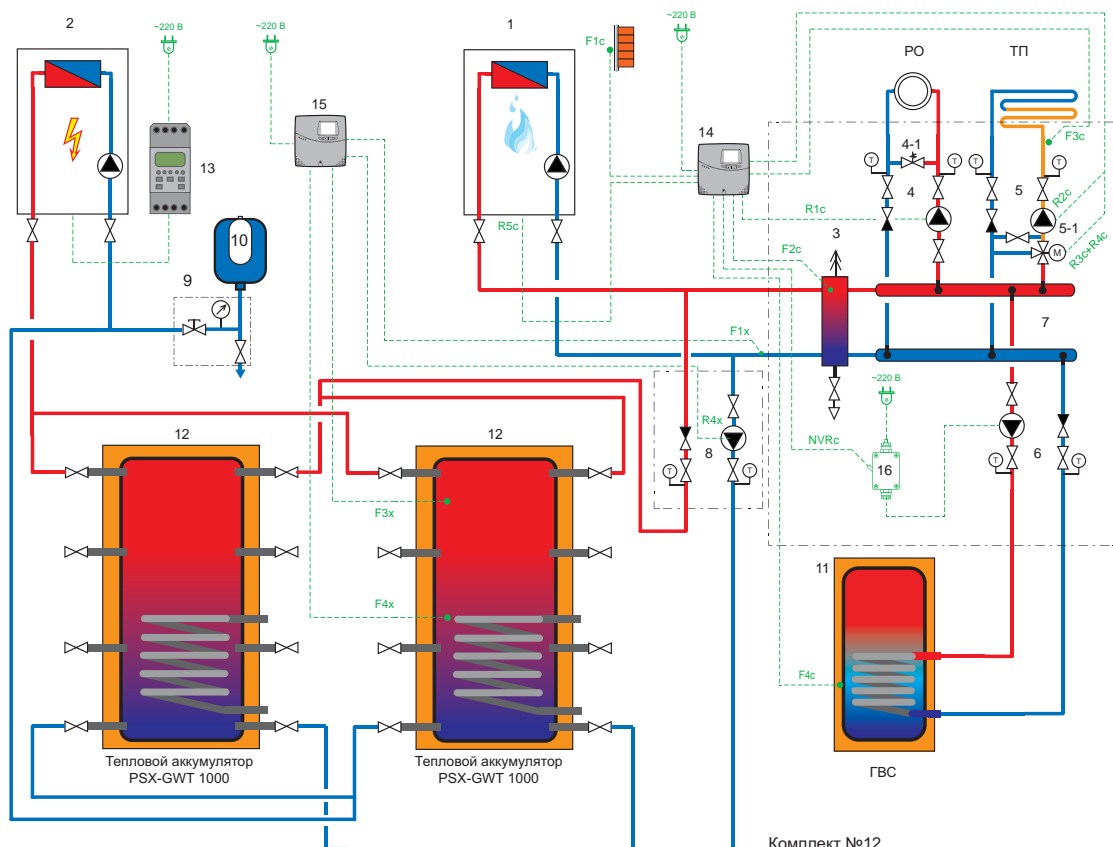 2
~220 В
~220 В
1
F1c
~220 В
РО
ТП
15
14
13
F3c
4-1
T
T
T
T
4
5
R2c
R1c
5-1
M
R3c+R4c
R5c
3
F2c
10
9
7
F1x
~220 В
12
12
R4x
8
NVRc
16
6
T
T
T
T
F3x
11
F4x
F4c
Тепловой аккумулятор
PSX-GWT 1000
Тепловой аккумулятор
PSX-GWT 1000
ГВС
Комплект №12